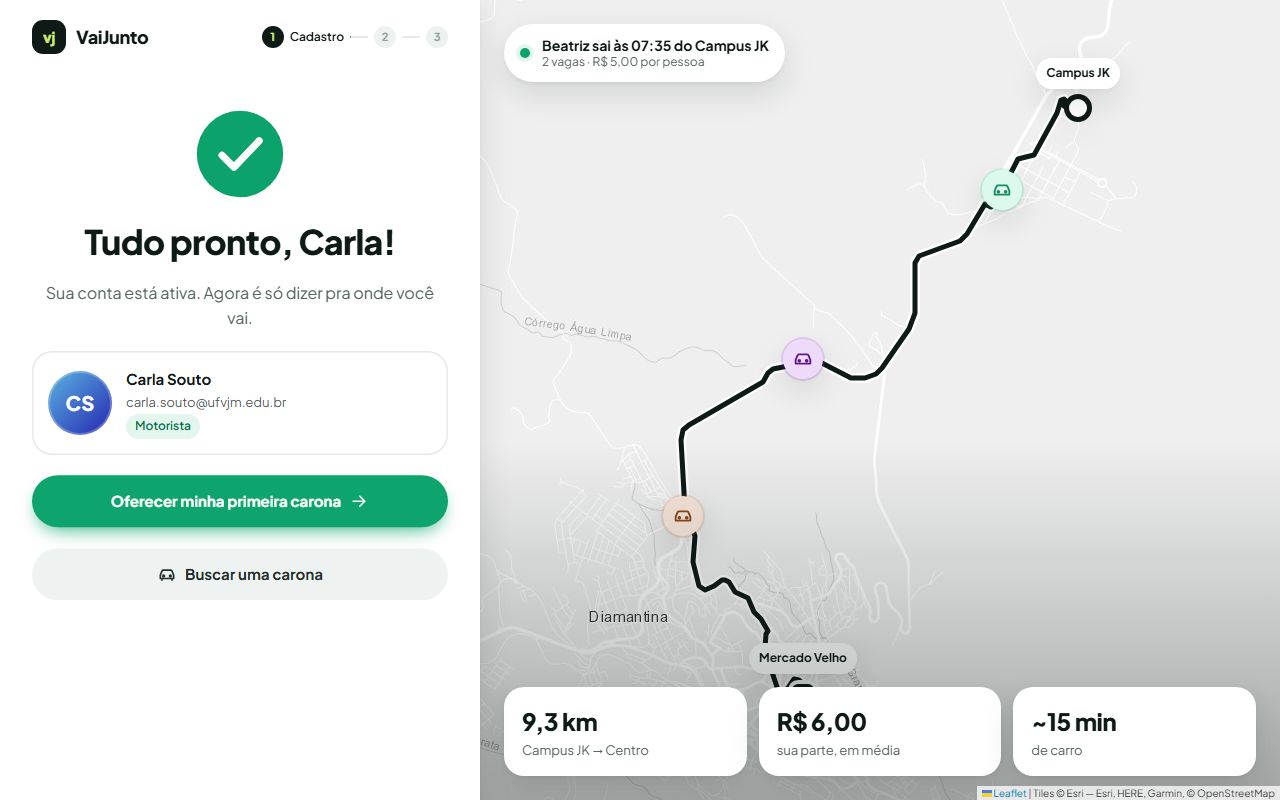 vj VaiJunto
1 Cadastro 2 3
Tudo pronto, Carla!
Sua conta está ativa. Agora é só dizer pra onde você
vai.
CS
Carla Souto
carla.souto@ufvjm.edu.br
Motorista
Oferecer minha primeira carona →
Buscar uma carona
Beatriz sai às 07:35 do Campus JK
2 vagas · R$ 5,00 por pessoa
Campus JK
Córrego Água Limpa
Diamantina
Mercado Velho
9,3 km
Campus JK → Centro
R$ 6,00
sua parte, em média
~15 min
de carro
Leaflet | Tiles © Esri — Esri, HERE, Garmin, © OpenStreetMap